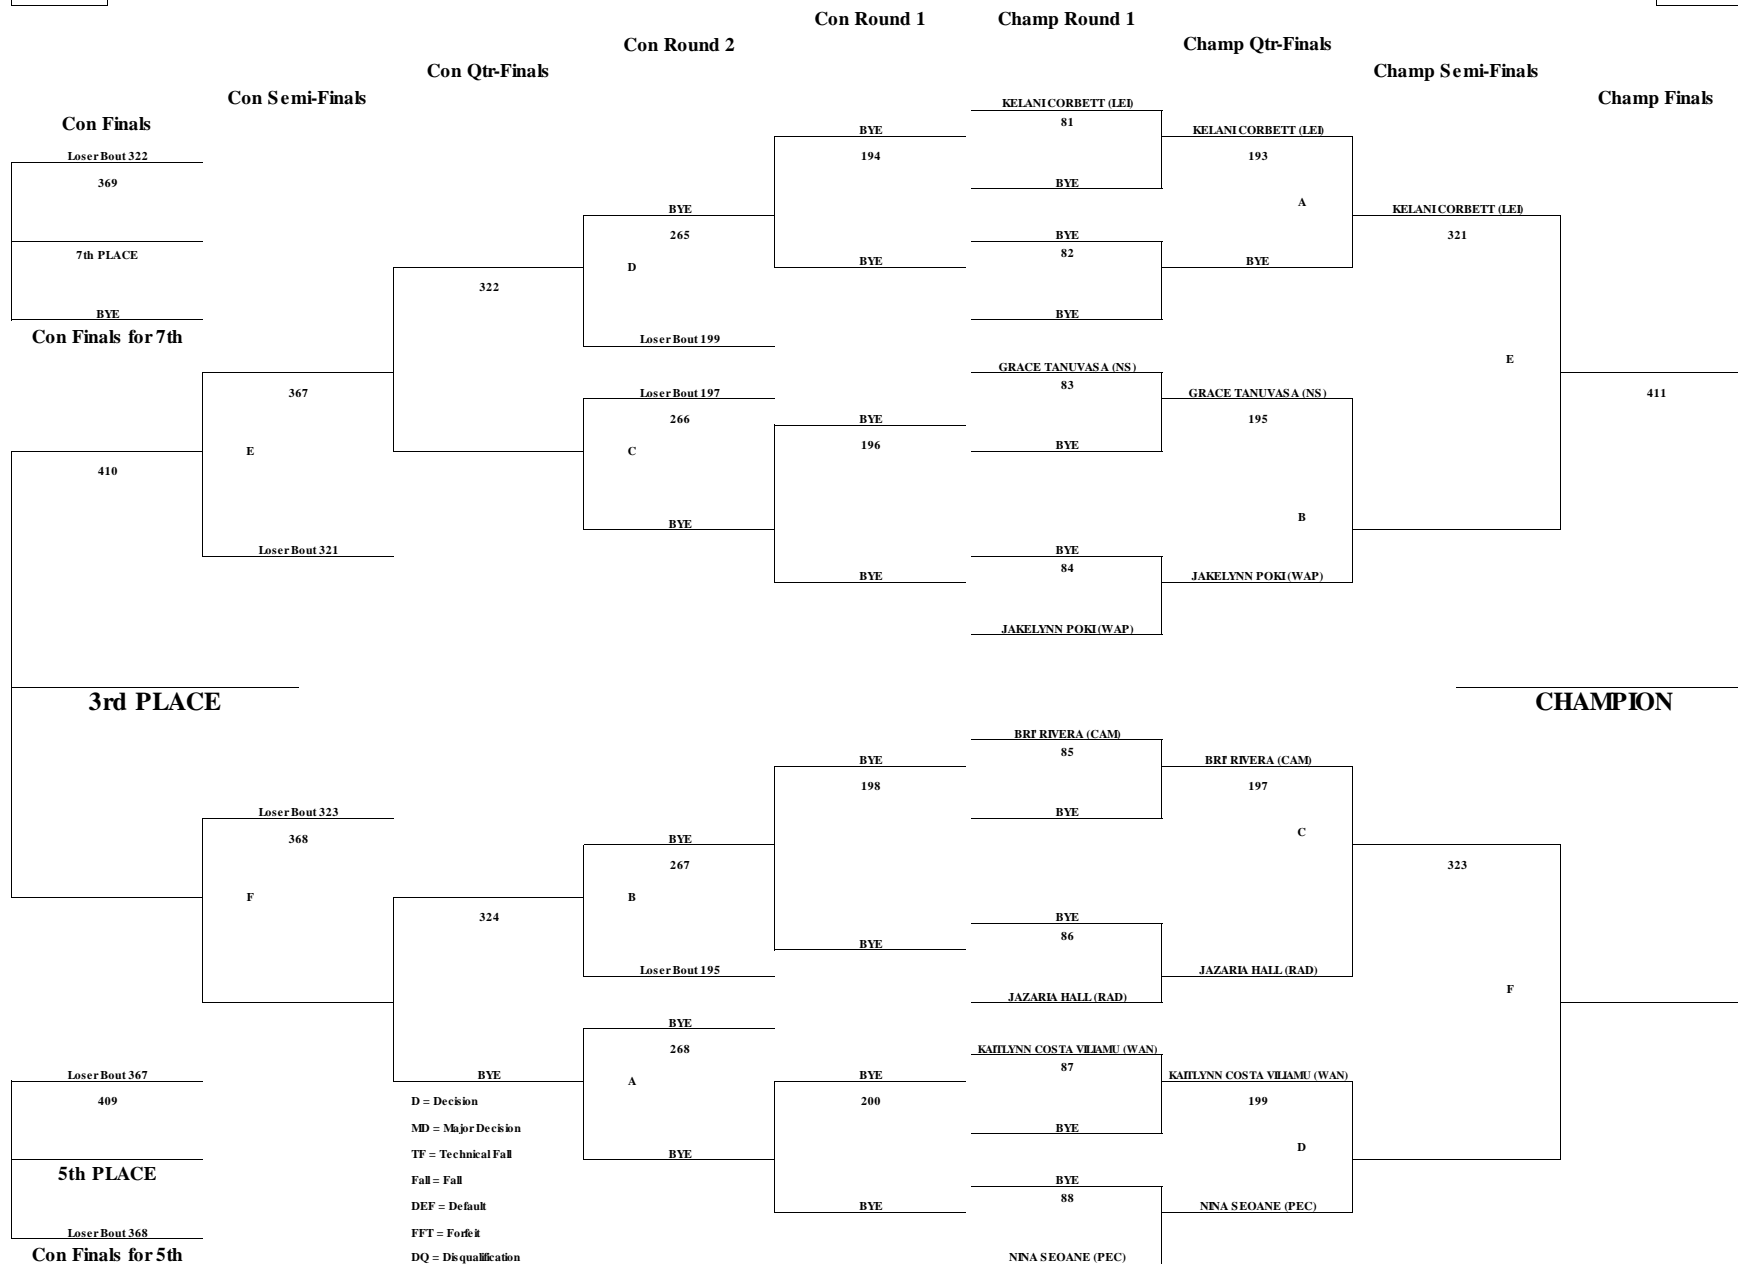 Con Round 1
Champ Round 1
Con Round 2
Champ Qtr-Finals
Con Qtr-Finals
Champ Semi-Finals
Con Semi-Finals
Champ Finals
Con Finals
KELANI CORBETT (LEI)
81
BYE
KELANI CORBETT (LEI)
Loser Bout 322
194
193
369
BYE
A
BYE
KELANI CORBETT (LEI)
265
BYE
321
7th PLACE
82
D
BYE
BYE
322
BYE
BYE
Con Finals for 7th
Loser Bout 199
E
GRACE TANUVASA (NS)
83
367
Loser Bout 197
GRACE TANUVASA (NS)
411
266
BYE
195
E
C
196
BYE
410
B
BYE
Loser Bout 321
BYE
84
BYE
JAKELYNN POKI (WAP)
JAKELYNN POKI (WAP)
3rd PLACE
CHAMPION
BRI' RIVERA (CAM)
85
BYE
BRI' RIVERA (CAM)
198
197
Loser Bout 323
BYE
368
BYE
C
267
323
F
B
324
BYE
86
BYE
Loser Bout 195
JAZARIA HALL (RAD)
F
JAZARIA HALL (RAD)
BYE
268
KAITLYNN COSTA VILIAMU (WAN)
87
Loser Bout 367
BYE
A
BYE
KAITLYNN COSTA VILIAMU (WAN)
409
D = Decision
200
199
MD = Major Decision
BYE
D
TF = Technical Fall
BYE
5th PLACE
Fall = Fall
BYE
88
DEF = Default
BYE
NINA SEOANE (PEC)
Loser Bout 368
FFT = Forfeit
Con Finals for 5th
DQ = Disqualification
NINA SEOANE (PEC)